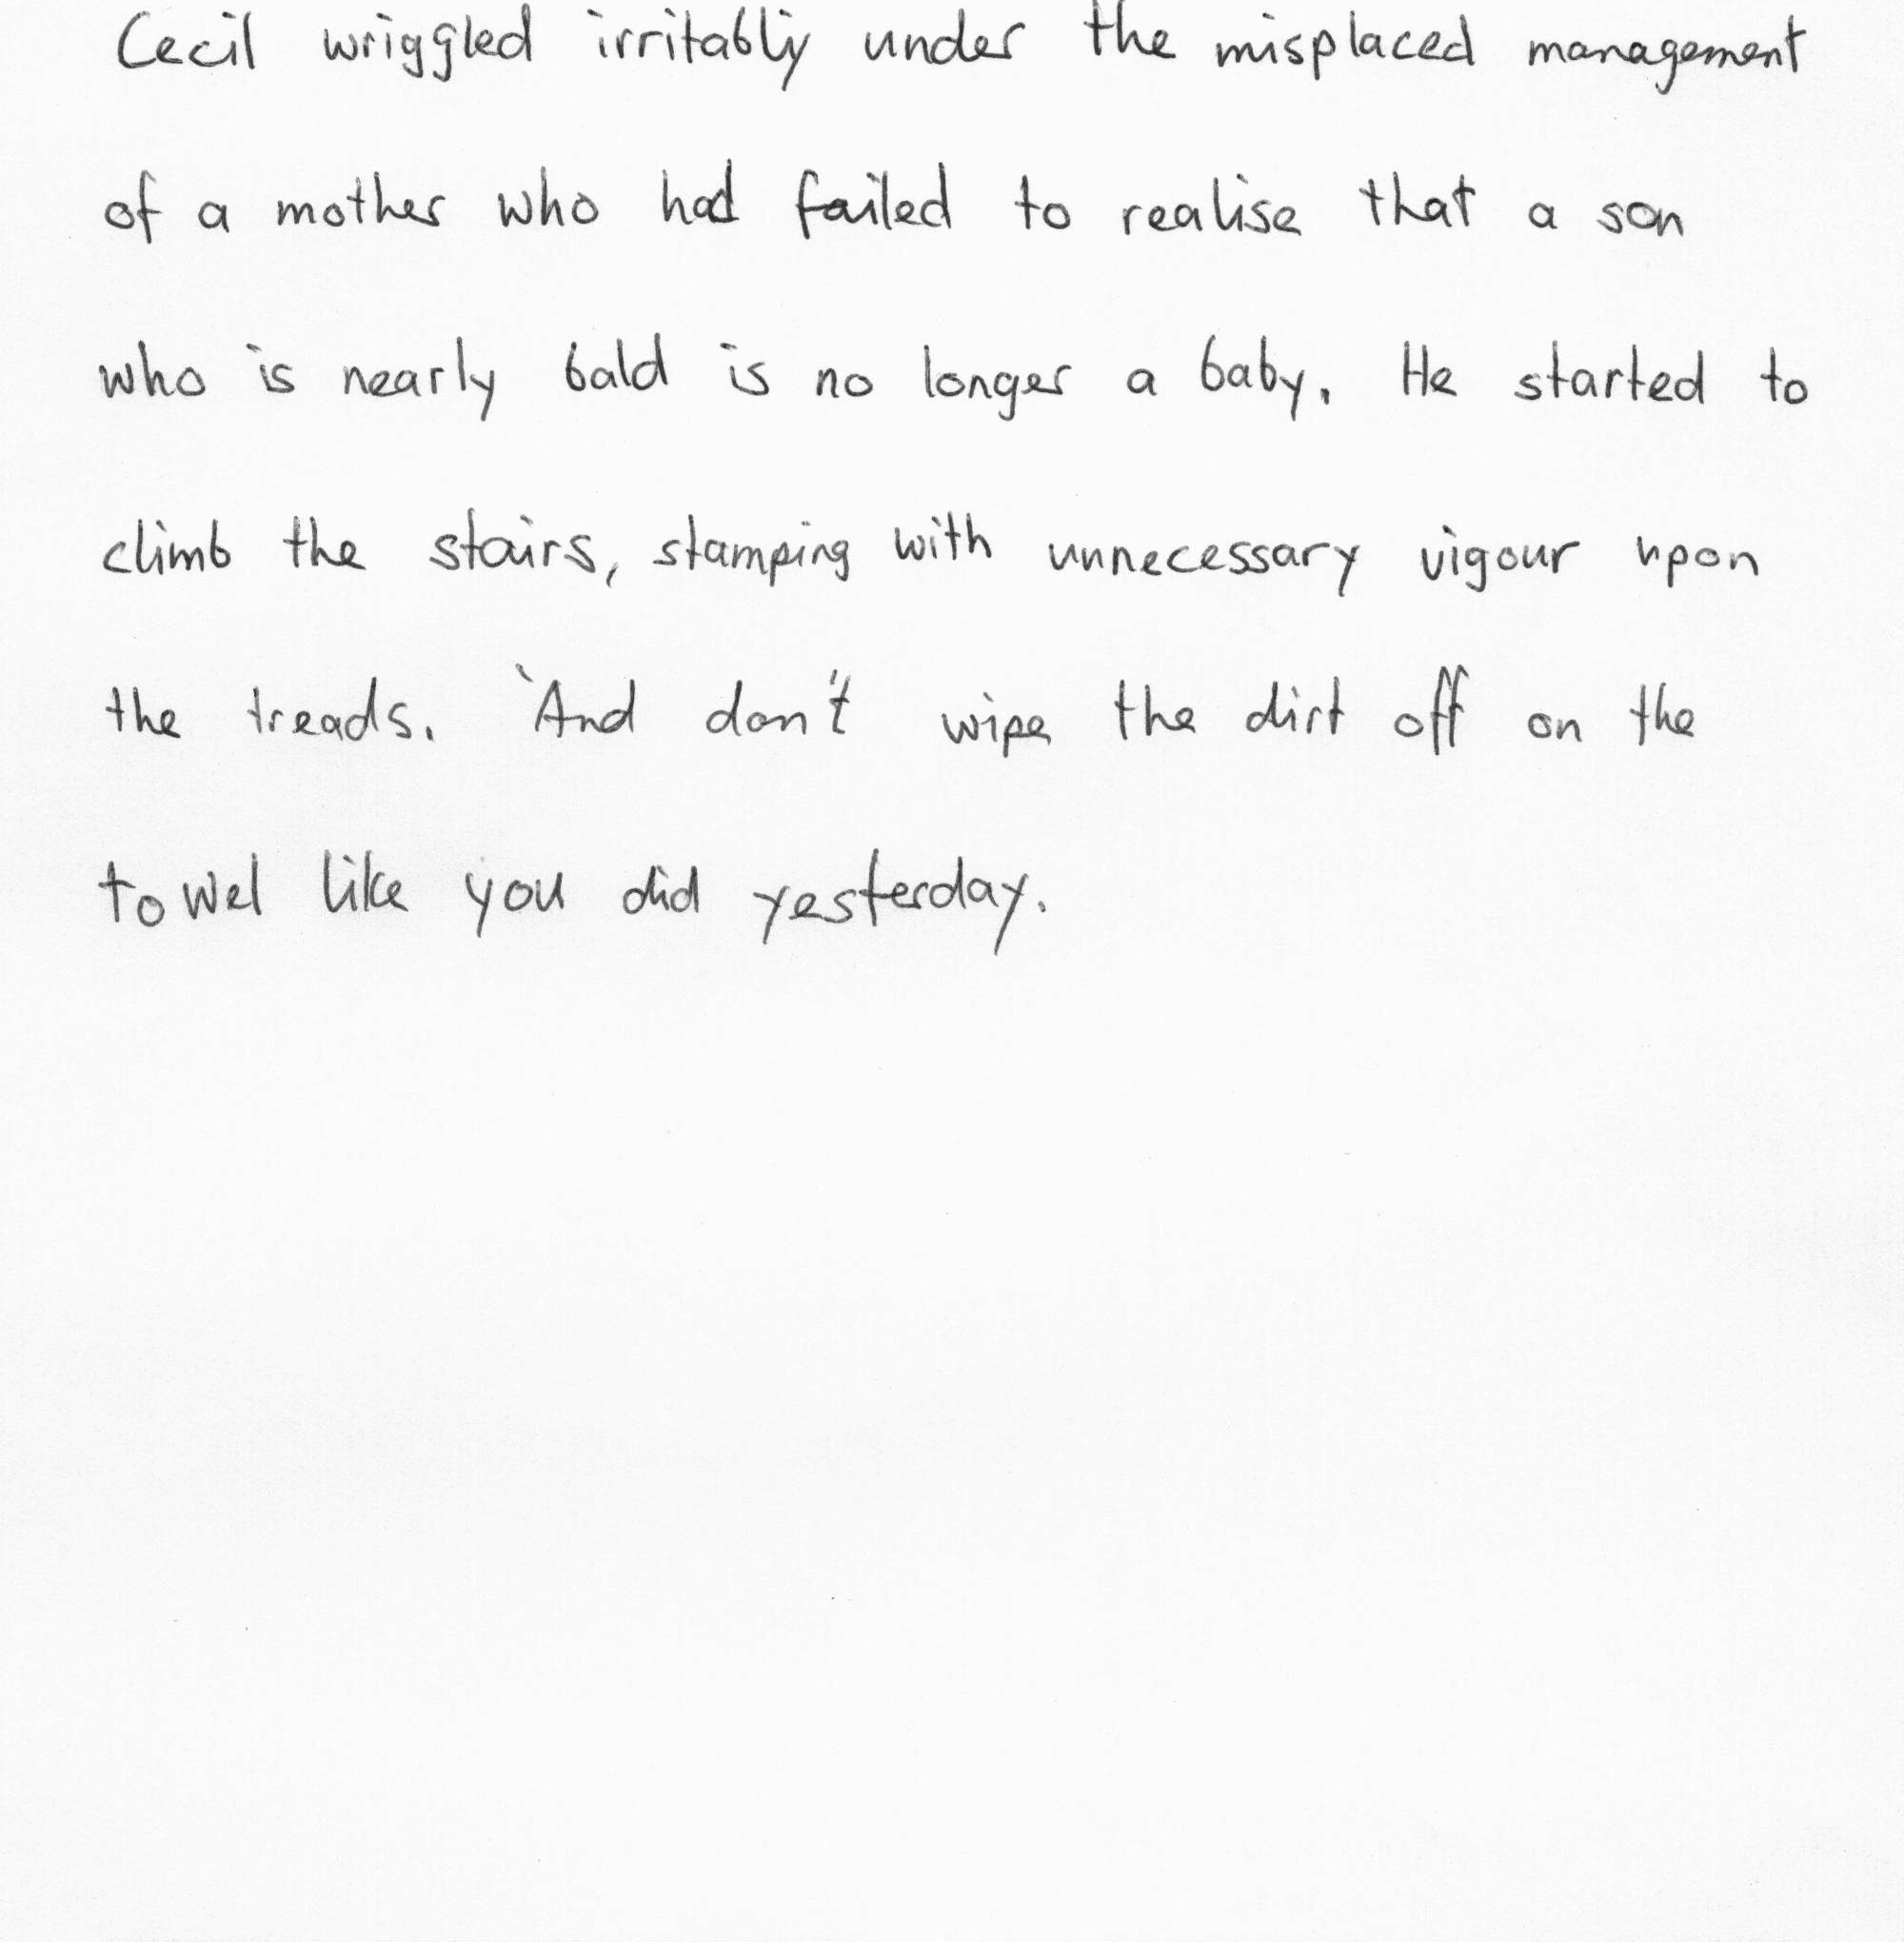 Cecil wriggled irritably under the misplaced management
of a mother who had failed to realise that a son
who is nearly bald is no longer a baby. He started to
climb the stairs, stamping with unnecessary vigour upon
the treads. 'And don't wipe the dirt off on the
towel like you did yesterday.